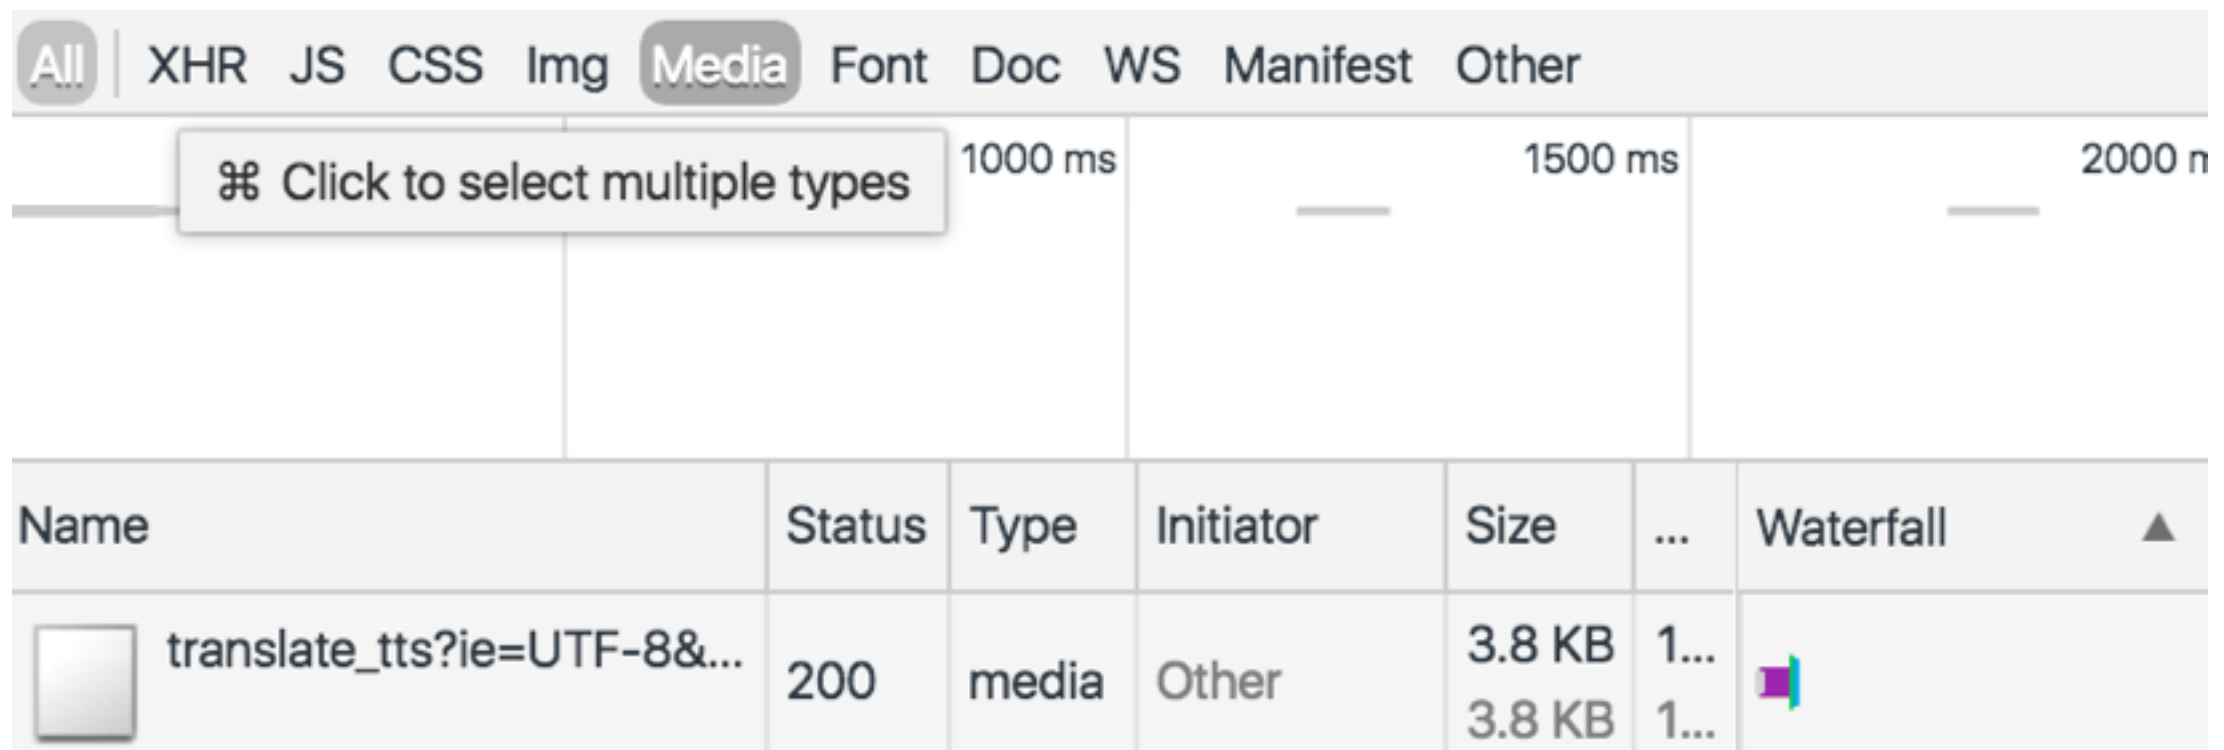 All XHR JS CSS Img Media Font Doc WS Manifest Other
⌘ Click to select multiple types
1000 ms 1500 ms 2000 m
Name Status Type Initiator Size ... Waterfall ▲
translate_tts?ie=UTF-8&... 200 media Other 3.8 KB 1...
3.8 KB 1...